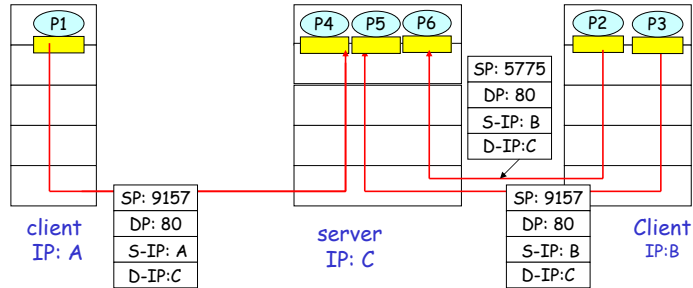 P1
P4
P5
P6
P2
P3
SP: 5775
DP: 80
S-IP: B
D-IP:C
SP: 9157
DP: 80
S-IP: A
D-IP:C
SP: 9157
DP: 80
S-IP: B
D-IP:C
client
IP: A
server
IP: C
Client
IP:B